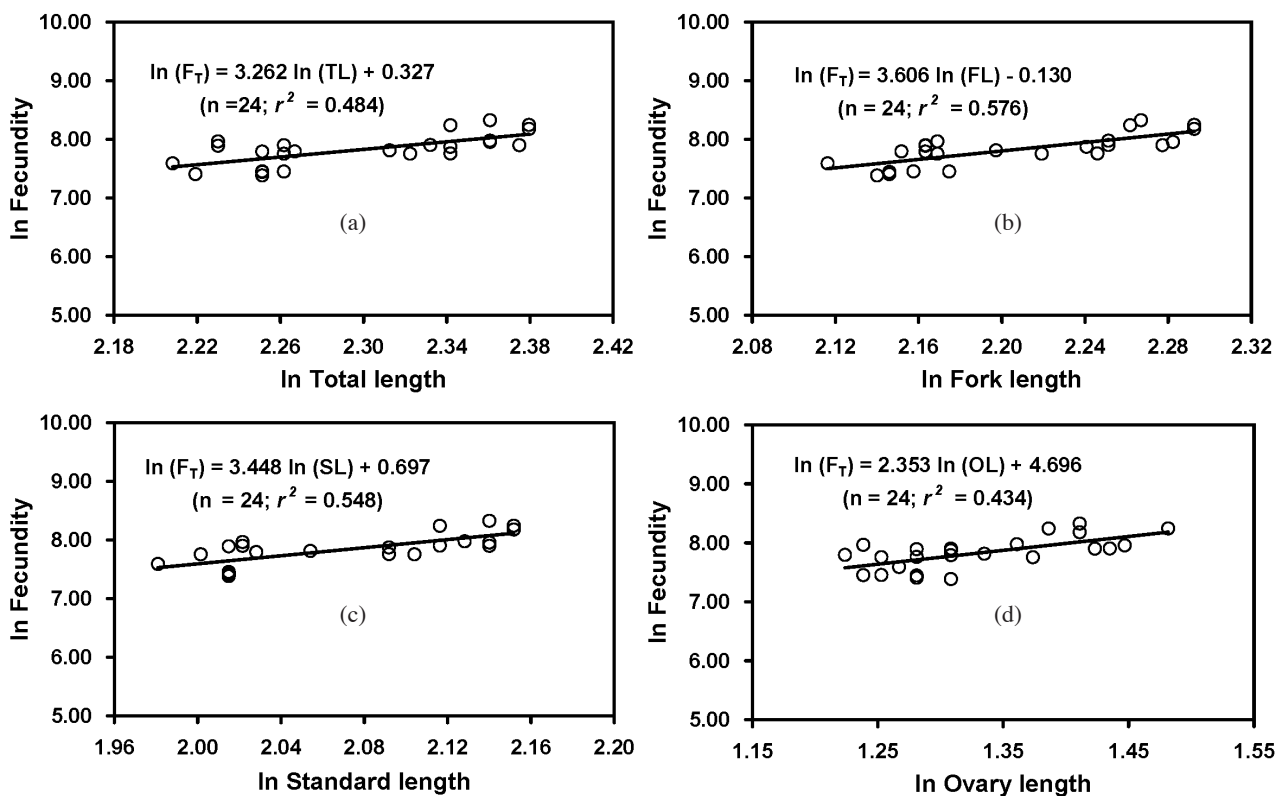 10.00
9.00
8.00
7.00
6.00
5.00
ln Fecundity
ln (F_T) = 3.262 ln (TL) + 0.327
(n =24; r² = 0.484)
(a)
2.18 2.22 2.26 2.30 2.34 2.38 2.42
ln Total length
10.00
9.00
8.00
7.00
6.00
5.00
ln Fecundity
ln (F_T) = 3.606 ln (FL) - 0.130
(n = 24; r² = 0.576)
(b)
2.08 2.12 2.16 2.20 2.24 2.28 2.32
ln Fork length
10.00
9.00
8.00
7.00
6.00
5.00
ln Fecundity
ln (F_T) = 3.448 ln (SL) + 0.697
(n = 24; r² = 0.548)
(c)
1.96 2.00 2.04 2.08 2.12 2.16 2.20
ln Standard length
10.00
9.00
8.00
7.00
6.00
5.00
ln Fecundity
ln (F_T) = 2.353 ln (OL) + 4.696
(n = 24; r² = 0.434)
(d)
1.15 1.25 1.35 1.45 1.55
ln Ovary length